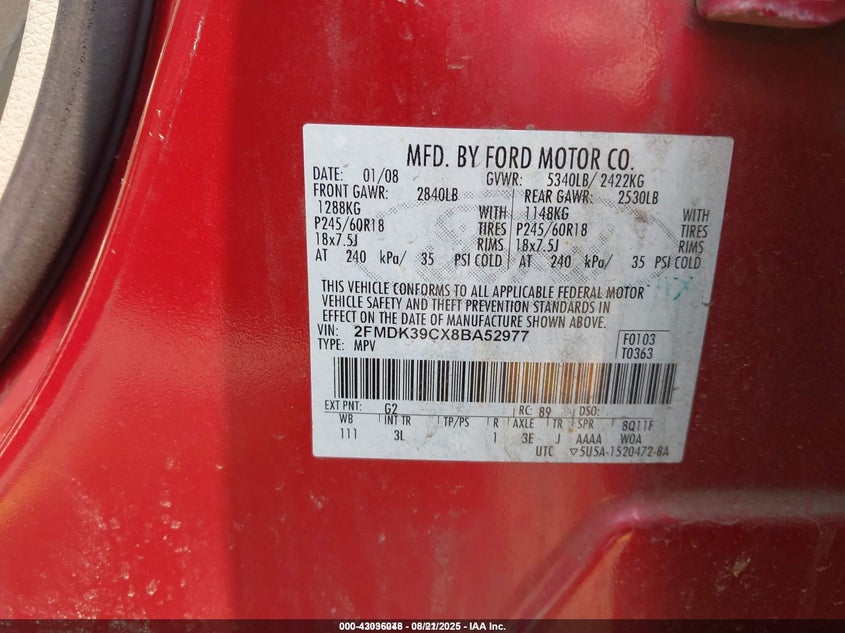 MFD. BY FORD MOTOR CO.
DATE: 01/08 GVWR: 5340LB/ 2422KG
FRONT GAWR: 2840LB REAR GAWR: 2530LB
1288KG WITH 1148KG WITH
P245/60R18 TIRES P245/60R18 TIRES
18x7.5J RIMS 18x7.5J RIMS
AT 240 kPa/ 35 PSI COLD AT 240 kPa/ 35 PSI COLD
THIS VEHICLE CONFORMS TO ALL APPLICABLE FEDERAL MOTOR
VEHICLE SAFETY AND THEFT PREVENTION STANDARDS IN
EFFECT ON THE DATE OF MANUFACTURE SHOWN ABOVE.
VIN: 2FMDK39CX8BA52977 F0103
TYPE: MPV T0363
EXT PNT: G2 RC: 89 DSO:
WB INT TR TP/PS R AXLE TR SPR 8Q11F
111 3L 1 3E J AAAA W0A
UTC ▽5U5A-1520472-BA
- 08/2025 - IAA Inc.